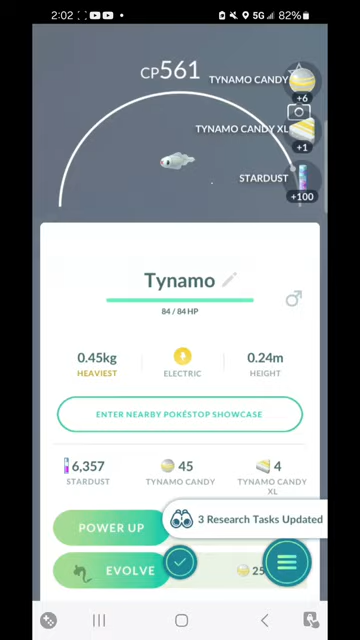 2:02
5G 82%
CP561
TYNAMO CANDY
+6
TYNAMO CANDY XL
+1
STARDUST
+100
Tynamo
84 / 84 HP
0.45kg
HEAVIEST
ELECTRIC
0.24m
HEIGHT
ENTER NEARBY POKÉSTOP SHOWCASE
6,357
STARDUST
45
TYNAMO CANDY
4
TYNAMO CANDY
XL
3 Research Tasks Updated
POWER UP
EVOLVE